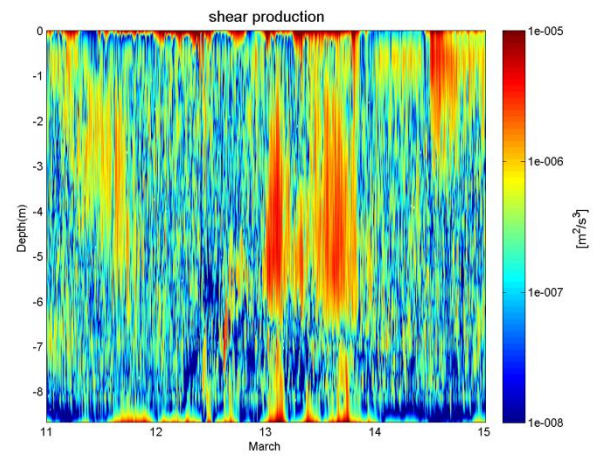 shear production
0
-1
-2
-3
-4
-5
-6
-7
-8
Depth(m)
11
12
13
14
15
March
1e-005
1e-006
1e-007
1e-008
[m²/s³]